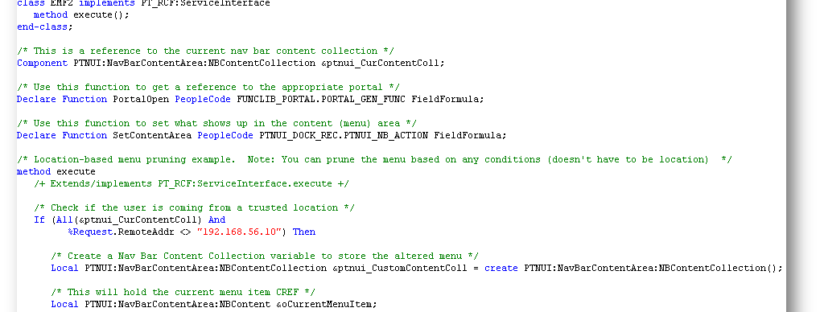 class EMF2 implements PT_RCF:ServiceInterface
method execute();
end-class;
/* This is a reference to the current nav bar content collection */
Component PTNUI:NavBarContentArea:NBContentCollection &ptnui_CurContentColl;
/* Use this function to get a reference to the appropriate portal */
Declare Function PortalOpen PeopleCode FUNCLIB_PORTAL.PORTAL_GEN_FUNC FieldFormula;
/* Use this function to set what shows up in the content (menu) area */
Declare Function SetContentArea PeopleCode PTNUI_DOCK_REC.PTNUI_NB_ACTION FieldFormula;
/* Location-based menu pruning example.  Note: You can prune the menu based on any conditions (doesn't have to be location)  */
method execute
/+ Extends/implements PT_RCF:ServiceInterface.execute +/
/* Check if the user is coming from a trusted location */
If (All(&ptnui_CurContentColl) And
%Request.RemoteAddr <> "192.168.56.10") Then
/* Create a Nav Bar Content Collection variable to store the altered menu */
Local PTNUI:NavBarContentArea:NBContentCollection &ptnui_CustomContentColl = create PTNUI:NavBarContentArea:NBContentCollection();
/* This will hold the current menu item CREF */
Local PTNUI:NavBarContentArea:NBContent &oCurrentMenuItem;